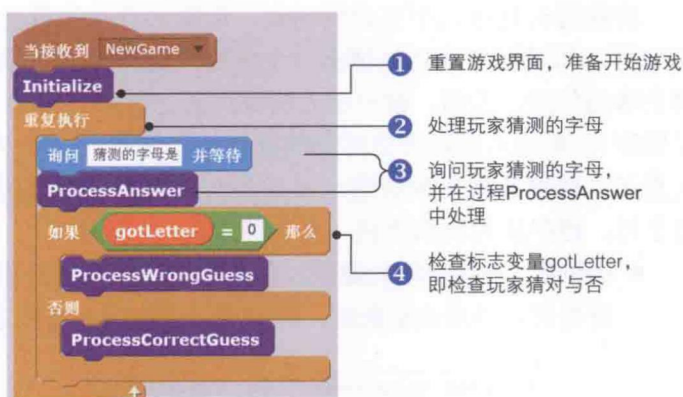 当接收到 NewGame
Initialize
重复执行
询问 猜测的字母是 并等待
ProcessAnswer
如果 gotLetter = 0 那么
ProcessWrongGuess
否则
ProcessCorrectGuess
1 重置游戏界面，准备开始游戏
2 处理玩家猜测的字母
3 询问玩家猜测的字母，
并在过程ProcessAnswer
中处理
4 检查标志变量gotLetter，
即检查玩家猜对与否